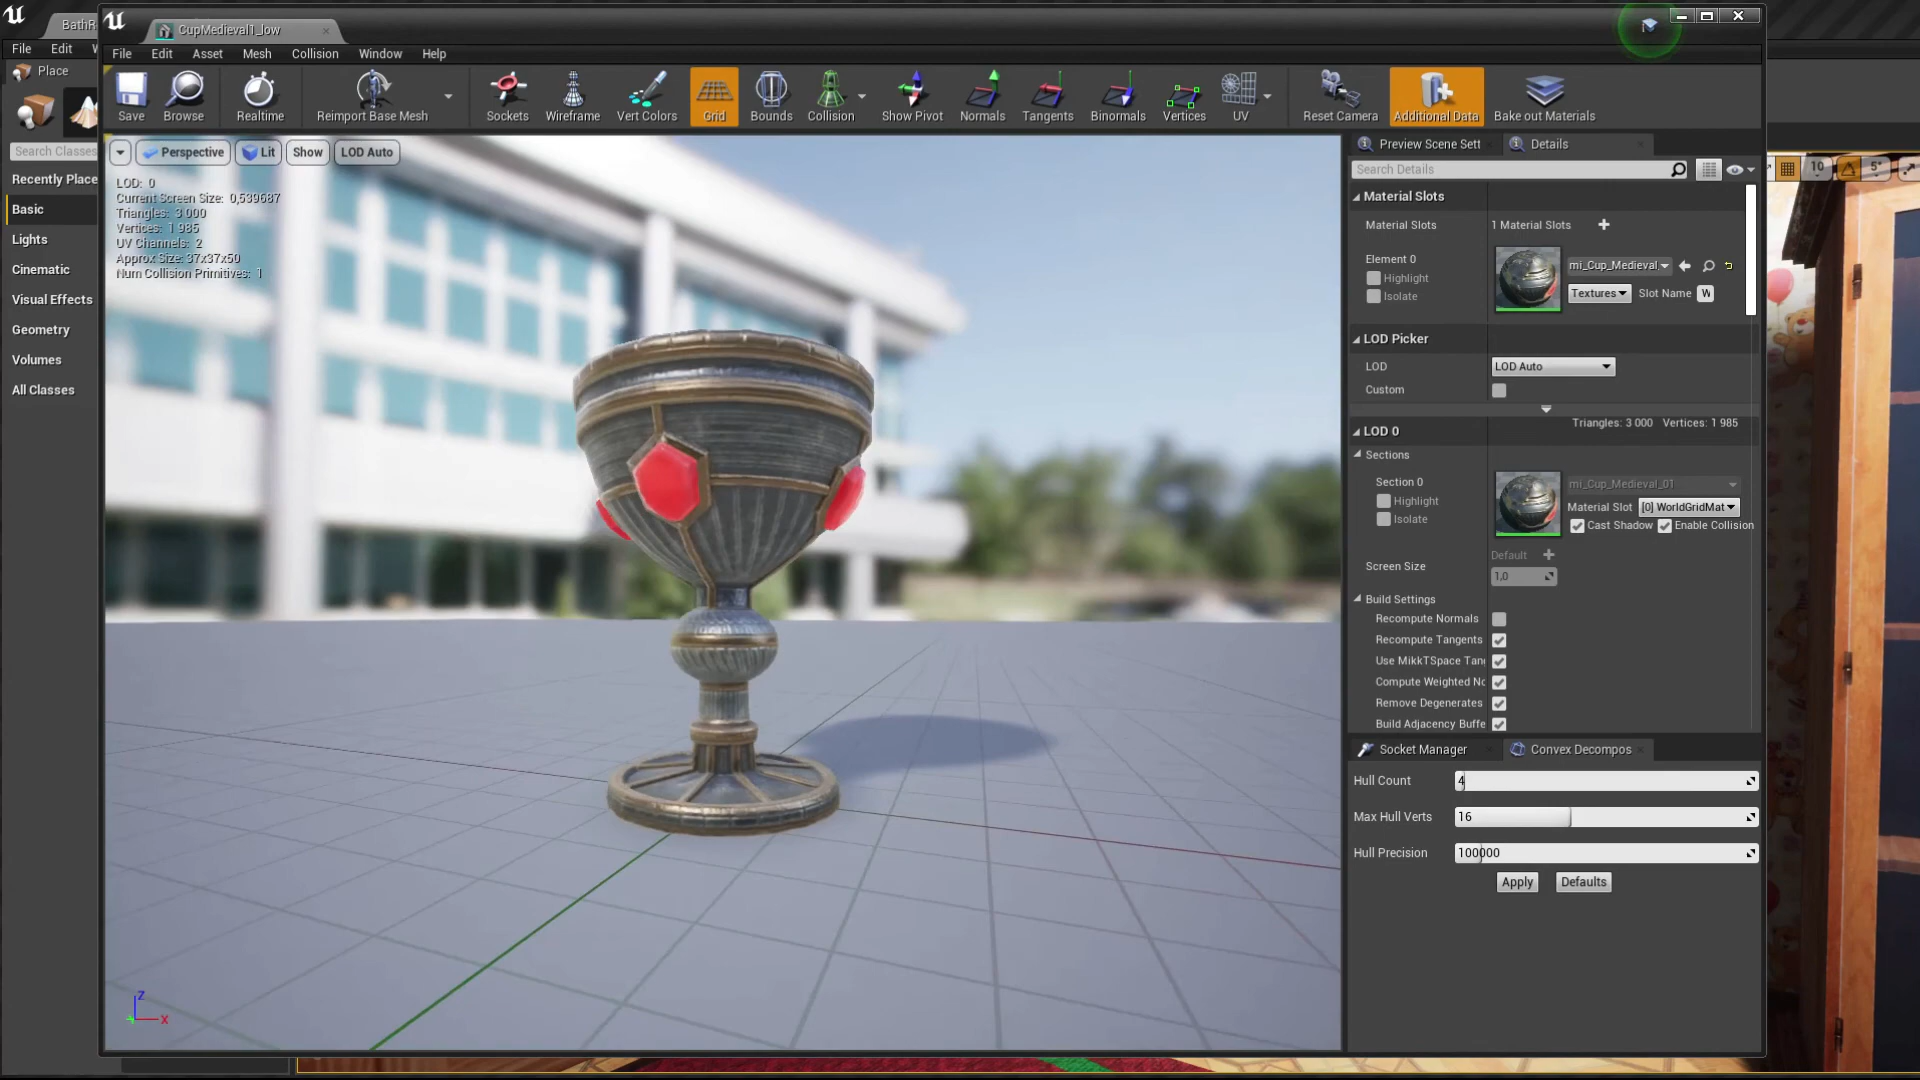 BathR
CupMedieval1_low
File Edit
File Edit Asset Mesh Collision Window Help
Place
Save Browse Realtime Reimport Base Mesh Sockets Wireframe Vert Colors Grid Bounds Collision Show Pivot Normals Tangents Binormals Vertices UV Reset Camera Additional Data Bake out Materials
Search Classes
Recently Place
Basic
Lights
Cinematic
Visual Effects
Geometry
Volumes
All Classes
Perspective Lit Show LOD Auto
LOD: 0
Current Screen Size: 0,539687
Triangles: 3 000
Vertices: 1 985
UV Channels: 2
Approx Size: 37x37x50
Num Collision Primitives: 1
Z
X
Preview Scene Sett Details
Search Details
10 5°
Material Slots
Material Slots 1 Material Slots
Element 0
Highlight
Isolate
mi_Cup_Medieval
Textures Slot Name W
LOD Picker
LOD LOD Auto
Custom
LOD 0 Triangles: 3 000 Vertices: 1 985
Sections
Section 0
Highlight
Isolate
mi_Cup_Medieval_01
Material Slot [0] WorldGridMat
Cast Shadow Enable Collision
Default
Screen Size 1,0
Build Settings
Recompute Normals
Recompute Tangents
Use MikkTSpace Tan
Compute Weighted No
Remove Degenerates
Build Adjacency Buffe
Socket Manager Convex Decompos
Hull Count 4
Max Hull Verts 16
Hull Precision 100000
Apply Defaults